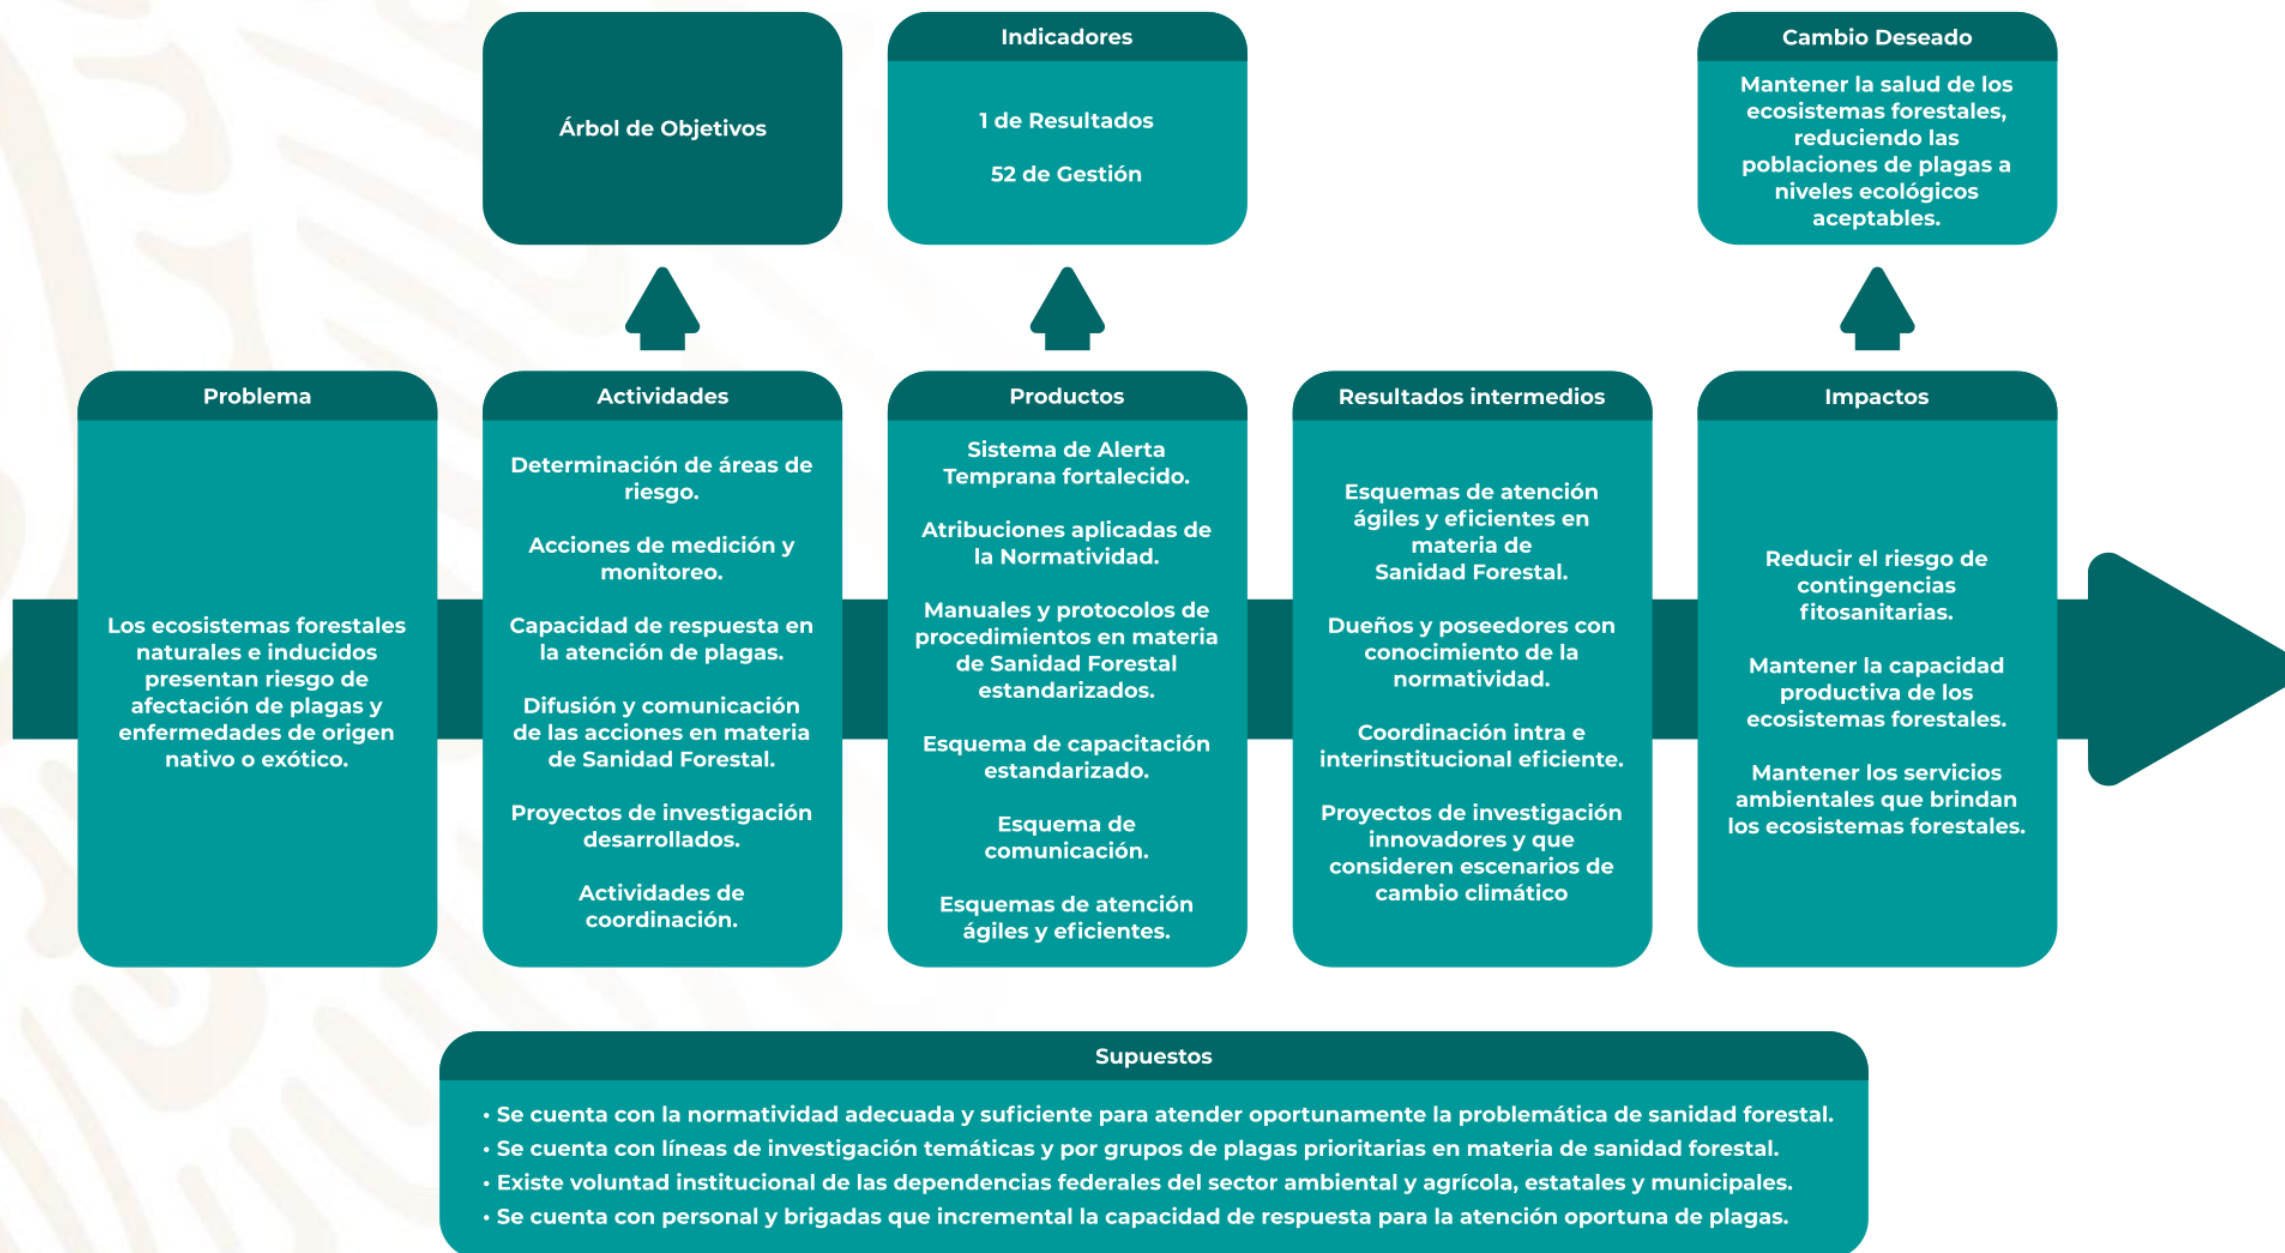 Árbol de Objetivos
Indicadores
1 de Resultados
52 de Gestión
Cambio Deseado
Mantener la salud de los
ecosistemas forestales,
reduciendo las
poblaciones de plagas a
niveles ecológicos
aceptables.
Problema
Los ecosistemas forestales
naturales e inducidos
presentan riesgo de
afectación de plagas y
enfermedades de origen
nativo o exótico.
Actividades
Determinación de áreas de
riesgo.
Acciones de medición y
monitoreo.
Capacidad de respuesta en
la atención de plagas.
Difusión y comunicación
de las acciones en materia
de Sanidad Forestal.
Proyectos de investigación
desarrollados.
Actividades de
coordinación.
Productos
Sistema de Alerta
Temprana fortalecido.
Atribuciones aplicadas de
la Normatividad.
Manuales y protocolos de
procedimientos en materia
de Sanidad Forestal
estandarizados.
Esquema de capacitación
estandarizado.
Esquema de
comunicación.
Esquemas de atención
ágiles y eficientes.
Resultados intermedios
Esquemas de atención
ágiles y eficientes en
materia de
Sanidad Forestal.
Dueños y poseedores con
conocimiento de la
normatividad.
Coordinación intra e
interinstitucional eficiente.
Proyectos de investigación
innovadores y que
consideren escenarios de
cambio climático
Impactos
Reducir el riesgo de
contingencias
fitosanitarias.
Mantener la capacidad
productiva de los
ecosistemas forestales.
Mantener los servicios
ambientales que brindan
los ecosistemas forestales.
Supuestos
• Se cuenta con la normatividad adecuada y suficiente para atender oportunamente la problemática de sanidad forestal.
• Se cuenta con líneas de investigación temáticas y por grupos de plagas prioritarias en materia de sanidad forestal.
• Existe voluntad institucional de las dependencias federales del sector ambiental y agrícola, estatales y municipales.
• Se cuenta con personal y brigadas que incremental la capacidad de respuesta para la atención oportuna de plagas.